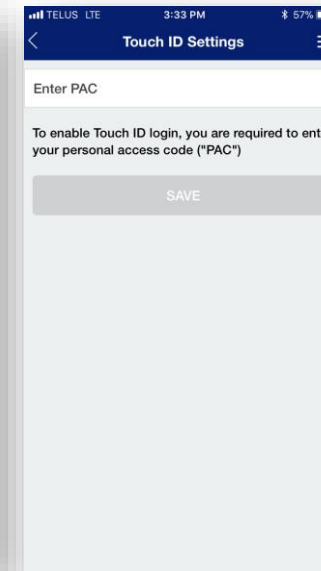 TELUS LTE 3:33 PM 57%
Touch ID Settings
Enter PAC
To enable Touch ID login, you are required to ent
your personal access code ("PAC")
SAVE